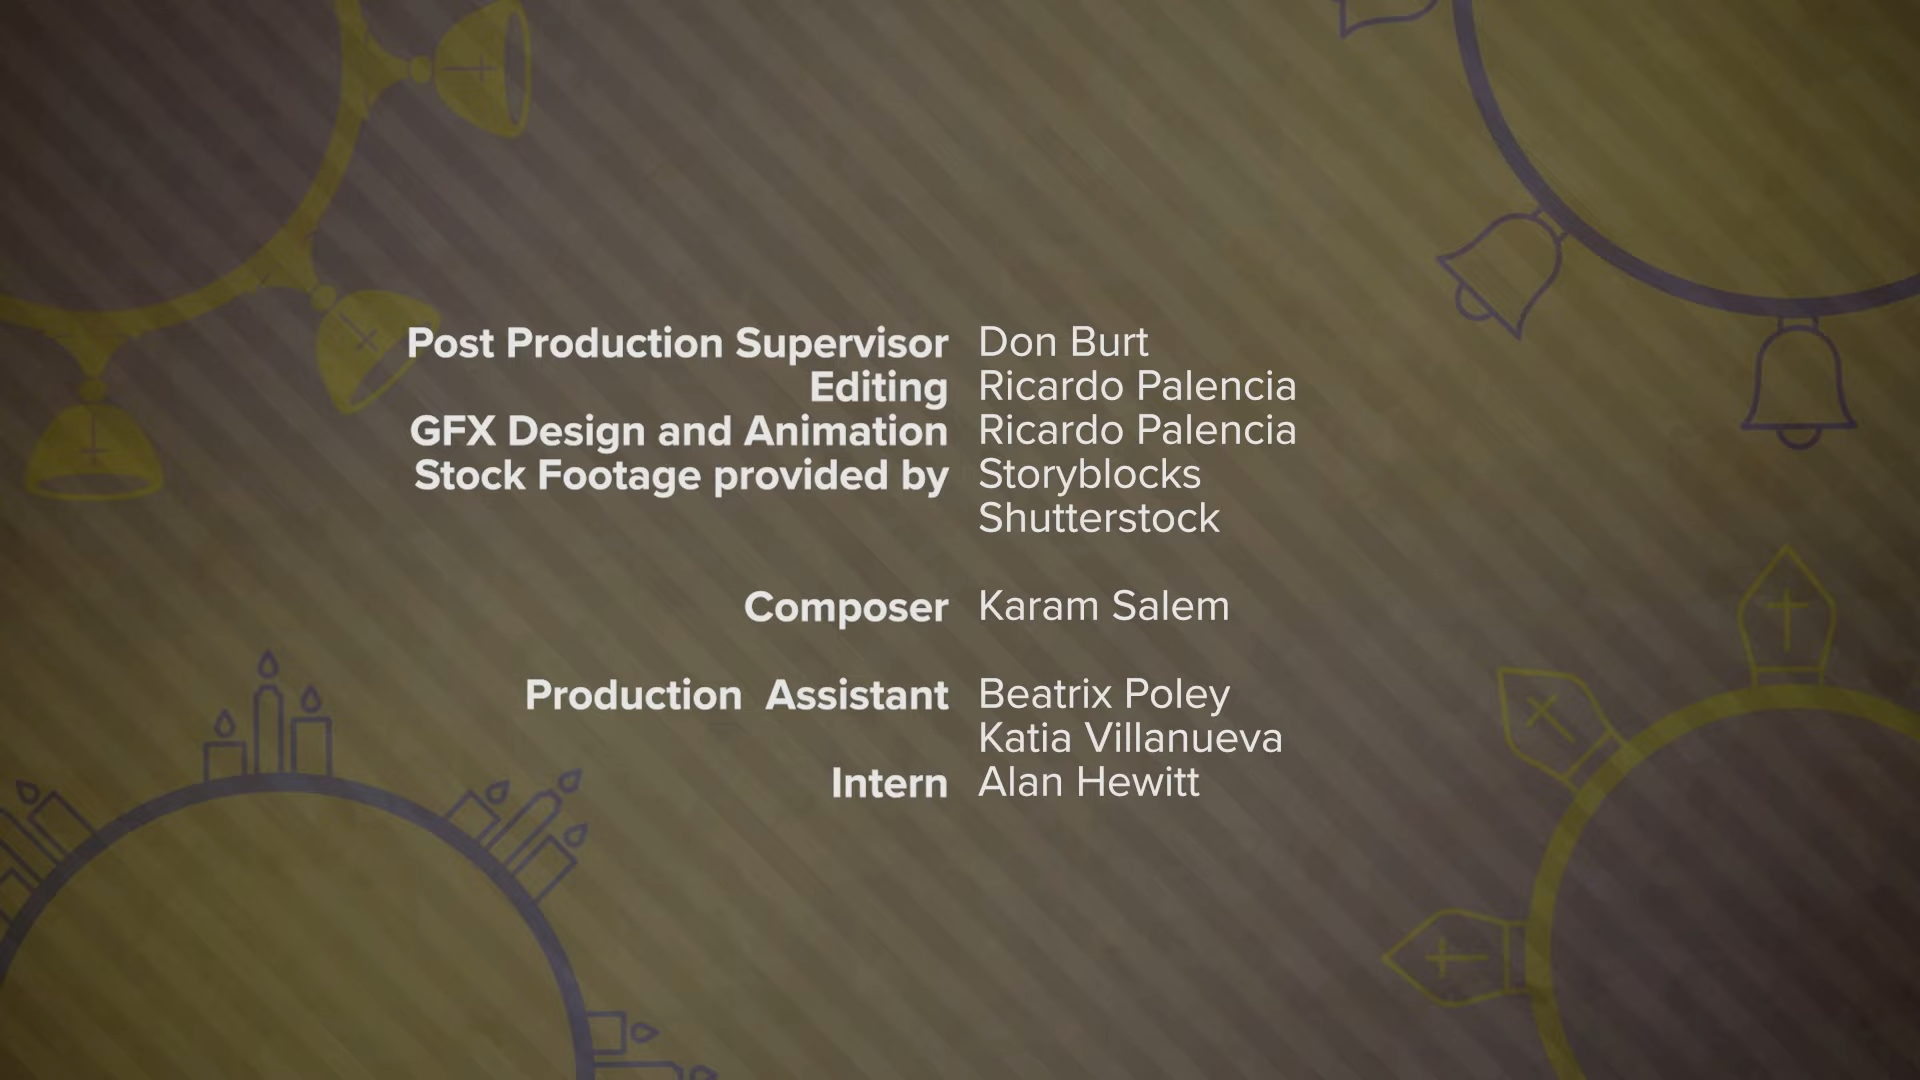 Post Production Supervisor Don Burt
Editing Ricardo Palencia
GFX Design and Animation Ricardo Palencia
Stock Footage provided by Storyblocks
Shutterstock
Composer Karam Salem
Production Assistant Beatrix Poley
Katia Villanueva
Intern Alan Hewitt